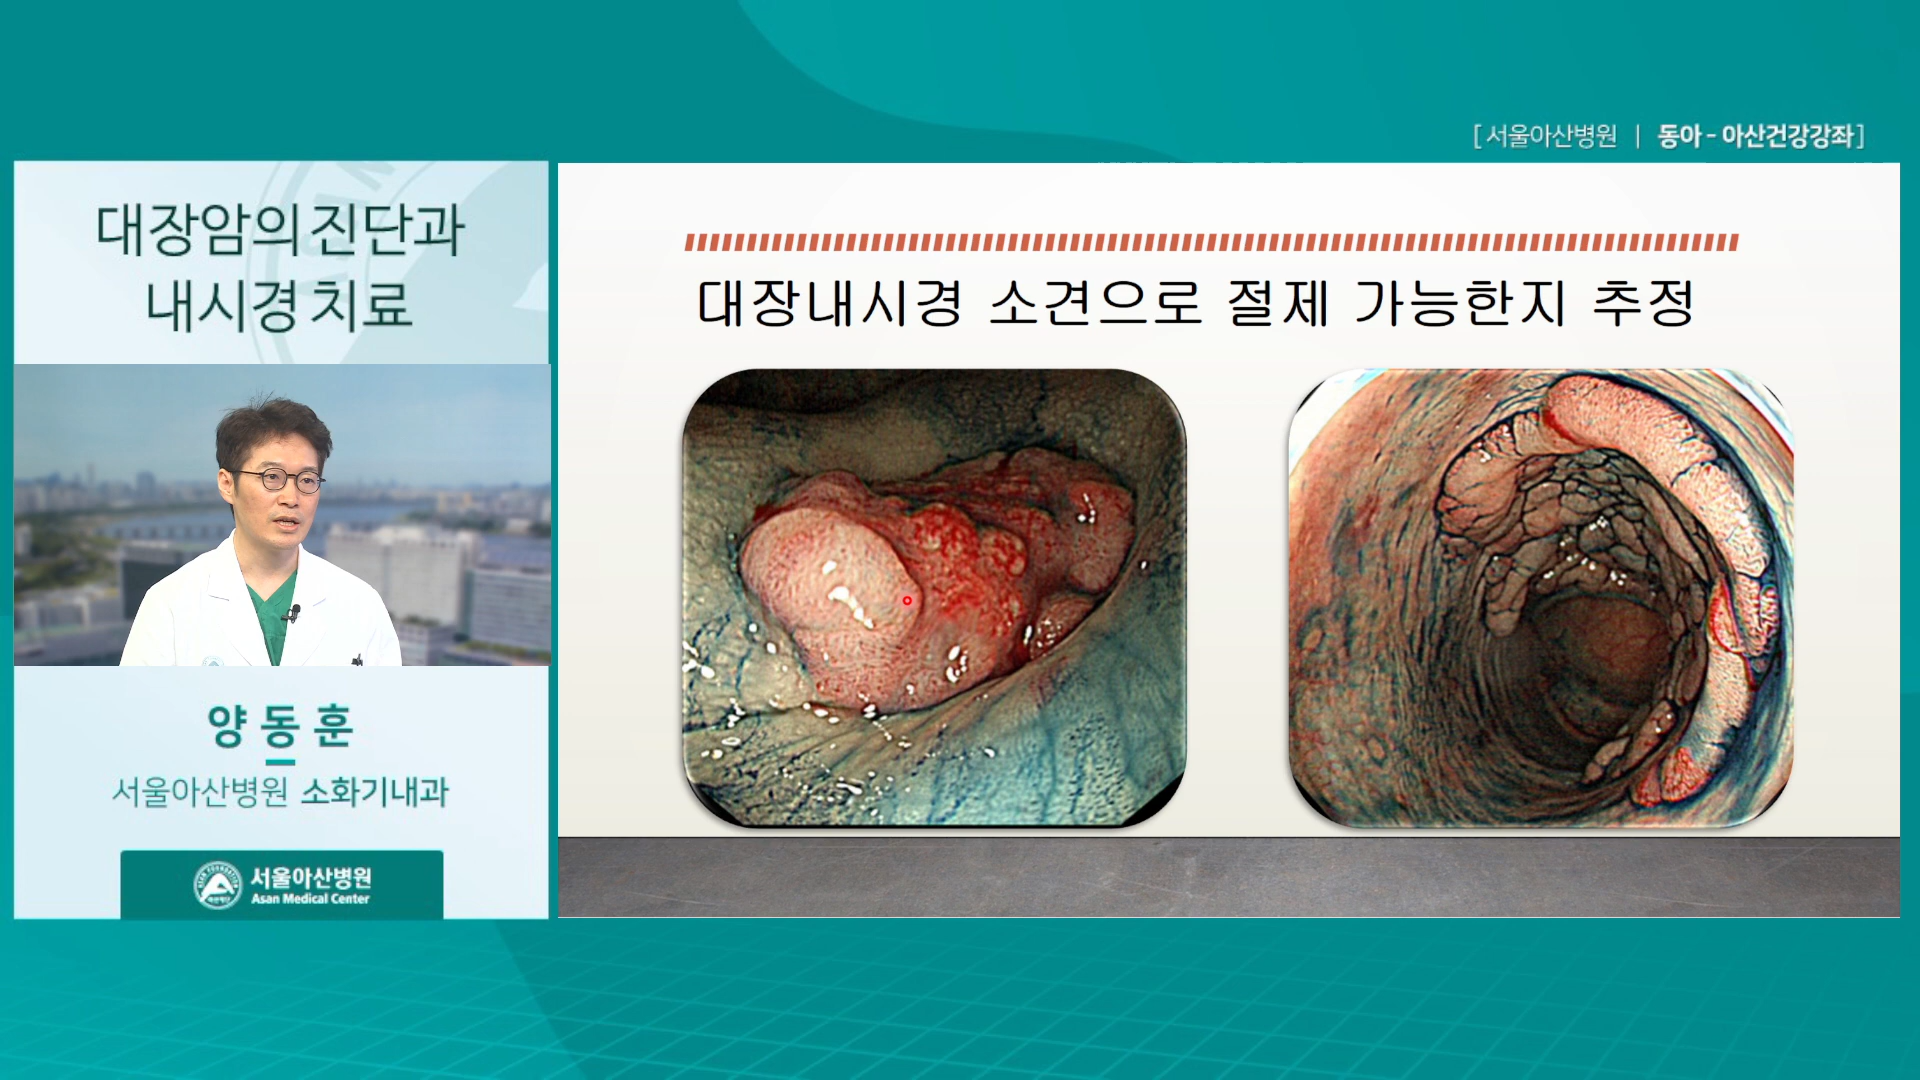 [ 서울아산병원 | 동아 - 아산건강강좌 ]
대장암의 진단과
내시경 치료
양 동 훈
서울아산병원 소화기내과
서울아산병원
Asan Medical Center
대장내시경 소견으로 절제 가능한지 추정